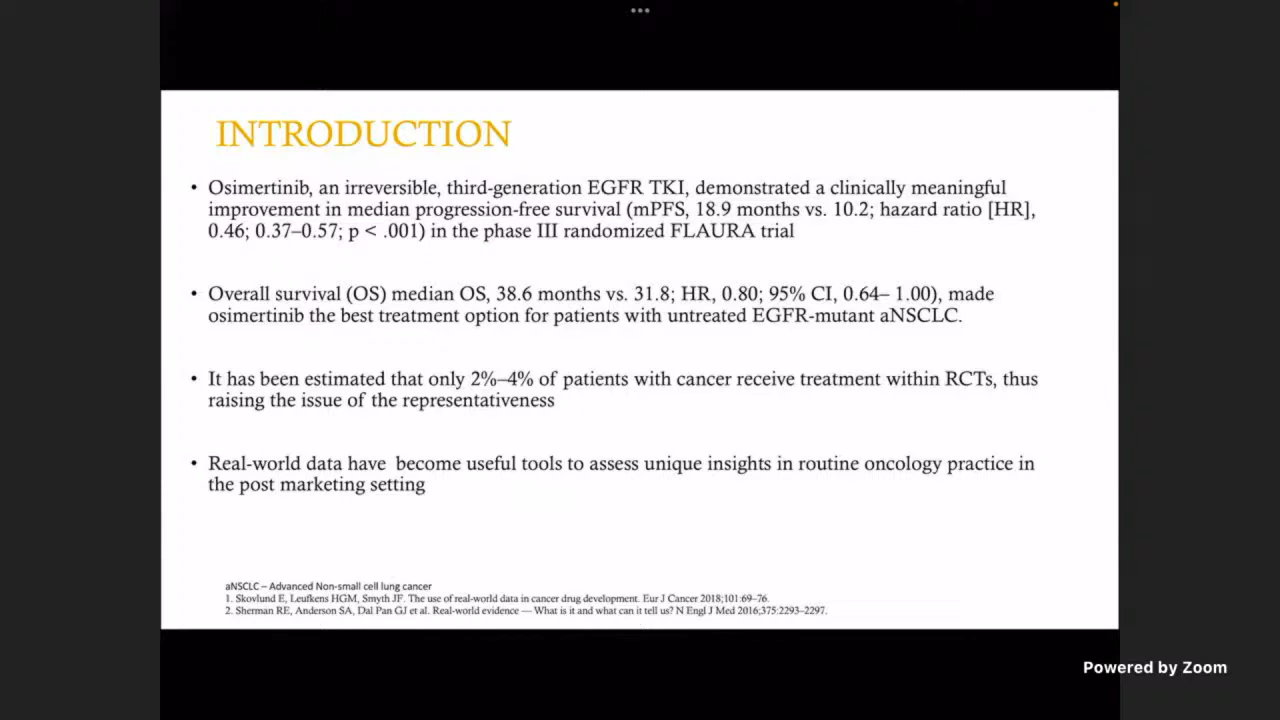 INTRODUCTION
• Osimertinib, an irreversible, third-generation EGFR TKI, demonstrated a clinically meaningful
improvement in median progression-free survival (mPFS, 18.9 months vs. 10.2; hazard ratio [HR],
0.46; 0.37–0.57; p < .001) in the phase III randomized FLAURA trial
• Overall survival (OS) median OS, 38.6 months vs. 31.8; HR, 0.80; 95% CI, 0.64– 1.00), made
osimertinib the best treatment option for patients with untreated EGFR-mutant aNSCLC.
• It has been estimated that only 2%–4% of patients with cancer receive treatment within RCTs, thus
raising the issue of the representativeness
• Real-world data have  become useful tools to assess unique insights in routine oncology practice in
the post marketing setting
aNSCLC – Advanced Non-small cell lung cancer
1. Skovlund E, Leufkens HGM, Smyth JF. The use of real-world data in cancer drug development. Eur J Cancer 2018;101:69–76.
2. Sherman RE, Anderson SA, Dal Pan GJ et al. Real-world evidence — What is it and what can it tell us? N Engl J Med 2016;375:2293–2297.
Powered by Zoom